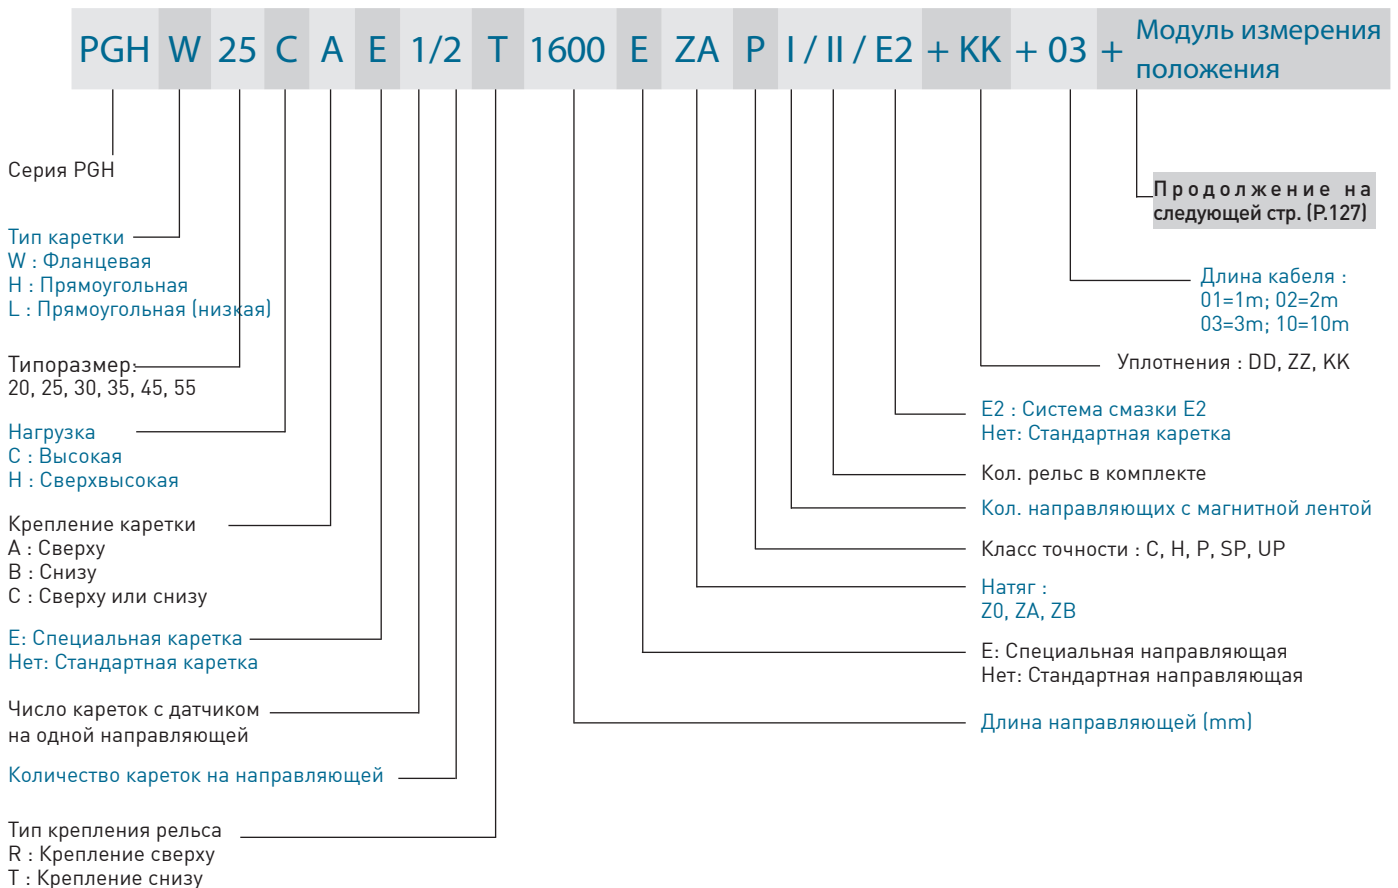 PGH W 25 C A E 1/2 T 1600 E ZA P I / II / E2 + KK + 03 + Модуль измерения
положения
Серия PGH
Тип каретки
W : Фланцевая
H : Прямоугольная
L : Прямоугольная (низкая)
Типоразмер:
20, 25, 30, 35, 45, 55
Нагрузка
C : Высокая
H : Сверхвысокая
Крепление каретки
A : Сверху
B : Снизу
C : Сверху или снизу
E: Специальная каретка
Нет: Стандартная каретка
Число кареток с датчиком
на одной направляющей
Количество кареток на направляющей
Тип крепления рельса
R : Крепление сверху
T : Крепление снизу
Продолжение на
следующей стр. (P.127)
Длина кабеля :
01=1m; 02=2m
03=3m; 10=10m
Уплотнения : DD, ZZ, KK
E2 : Система смазки E2
Нет: Стандартная каретка
Кол. рельс в комплекте
Кол. направляющих с магнитной лентой
Класс точности : C, H, P, SP, UP
Натяг :
Z0, ZA, ZB
E: Специальная направляющая
Нет: Стандартная направляющая
Длина направляющей (mm)